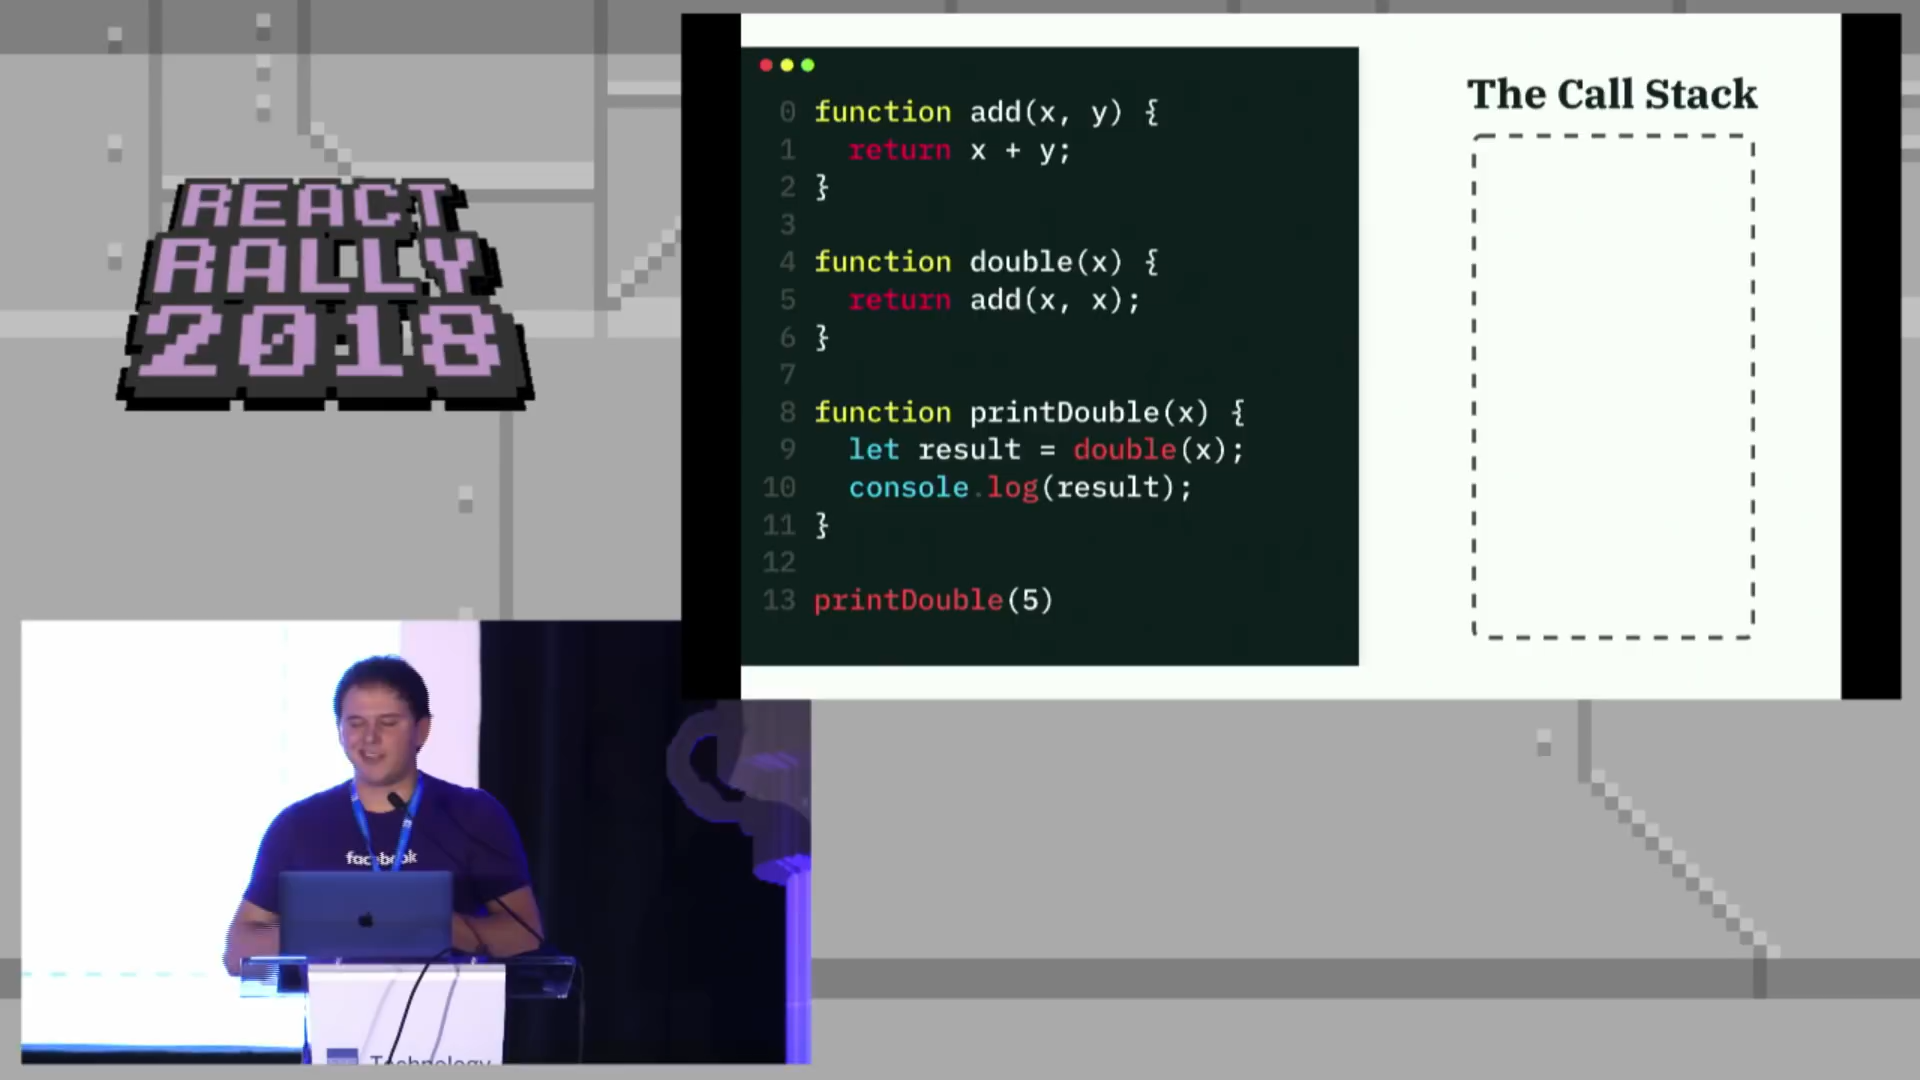 REACT
RALLY
2018
The Call Stack
0 function add(x, y) {
1   return x + y;
2 }
3
4 function double(x) {
5   return add(x, x);
6 }
7
8 function printDouble(x) {
9   let result = double(x);
10   console.log(result);
11 }
12
13 printDouble(5)
facebook
Technology